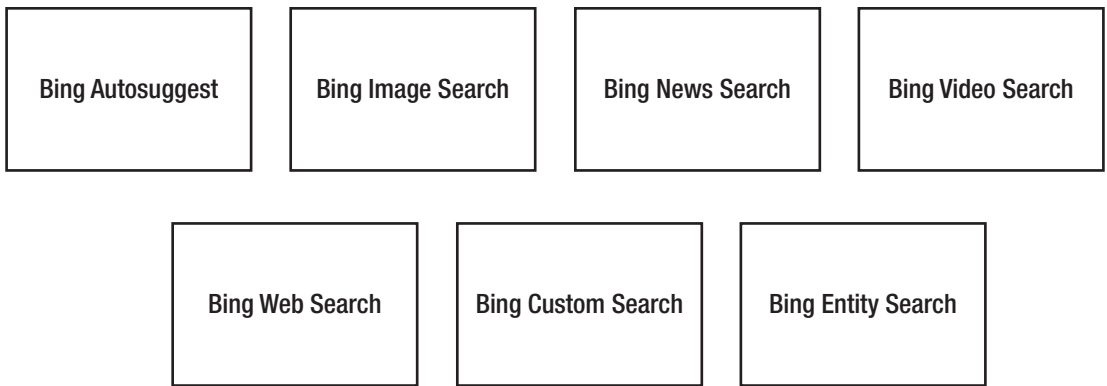 Bing Autosuggest
Bing Image Search
Bing News Search
Bing Video Search
Bing Web Search
Bing Custom Search
Bing Entity Search